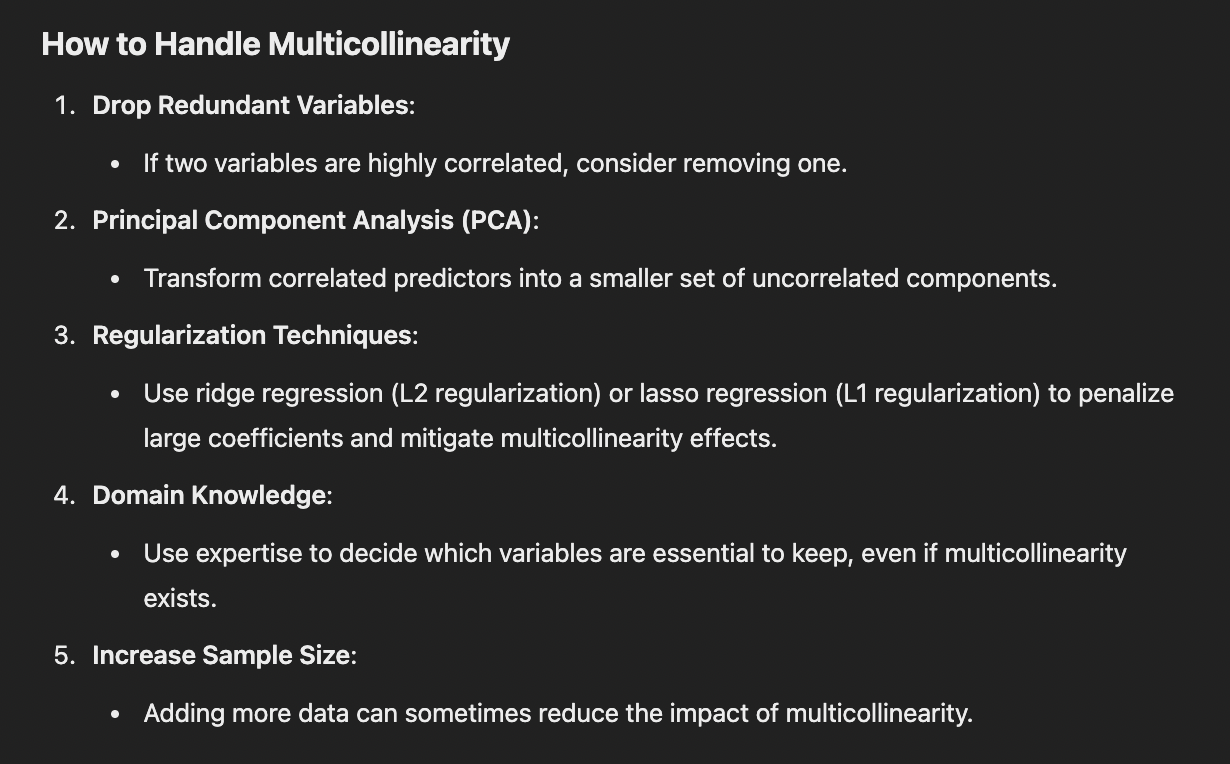 How to Handle Multicollinearity
1. Drop Redundant Variables:
• If two variables are highly correlated, consider removing one.
2. Principal Component Analysis (PCA):
• Transform correlated predictors into a smaller set of uncorrelated components.
3. Regularization Techniques:
• Use ridge regression (L2 regularization) or lasso regression (L1 regularization) to penalize
large coefficients and mitigate multicollinearity effects.
4. Domain Knowledge:
• Use expertise to decide which variables are essential to keep, even if multicollinearity
exists.
5. Increase Sample Size:
• Adding more data can sometimes reduce the impact of multicollinearity.